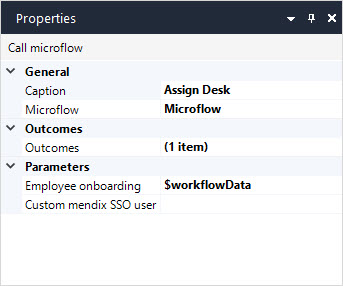 Properties
Call microflow
General
Caption Assign Desk
Microflow Microflow
Outcomes
Outcomes (1 item)
Parameters
Employee onboarding $workflowData
Custom mendix SSO user